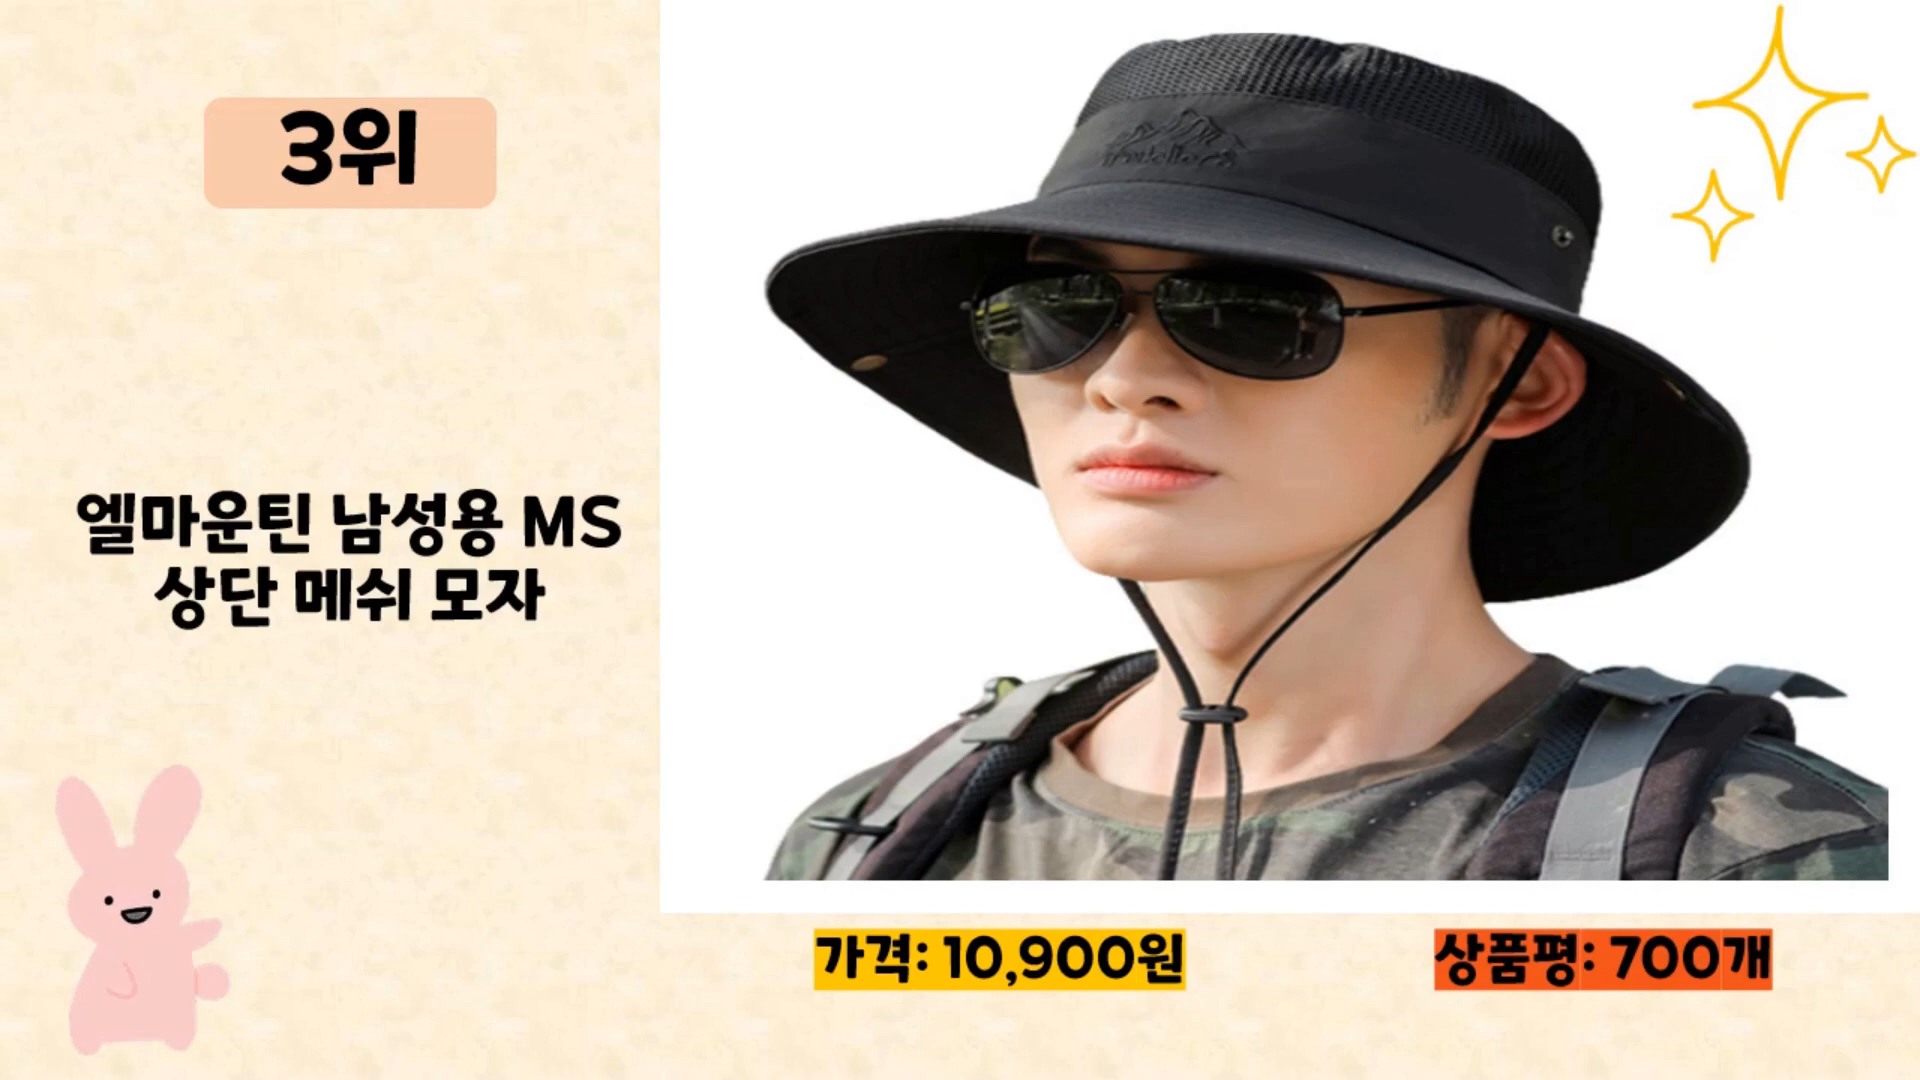 3위
엘마운틴 남성용 MS
상단 메쉬 모자
가격: 10,900원
상품평: 700개